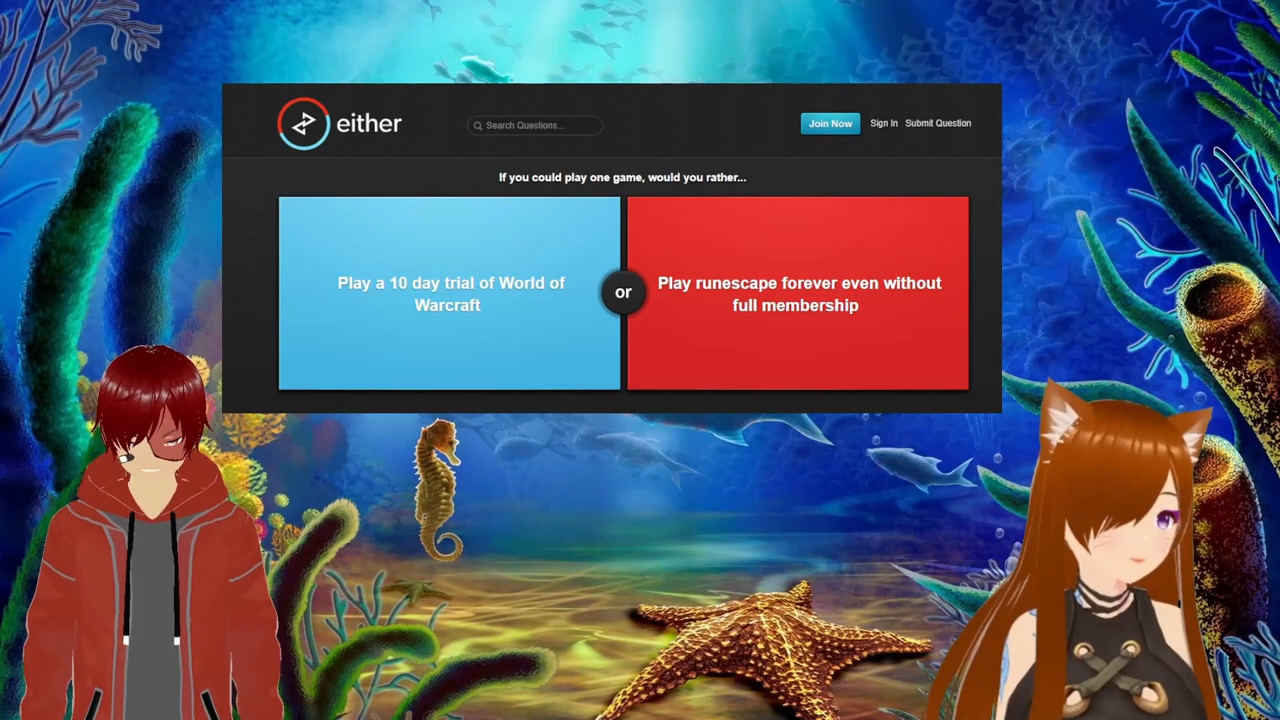 either
Search Questions...
Join Now
Sign In
Submit Question
If you could play one game, would you rather...
Play a 10 day trial of World of
Warcraft
or
Play runescape forever even without
full membership